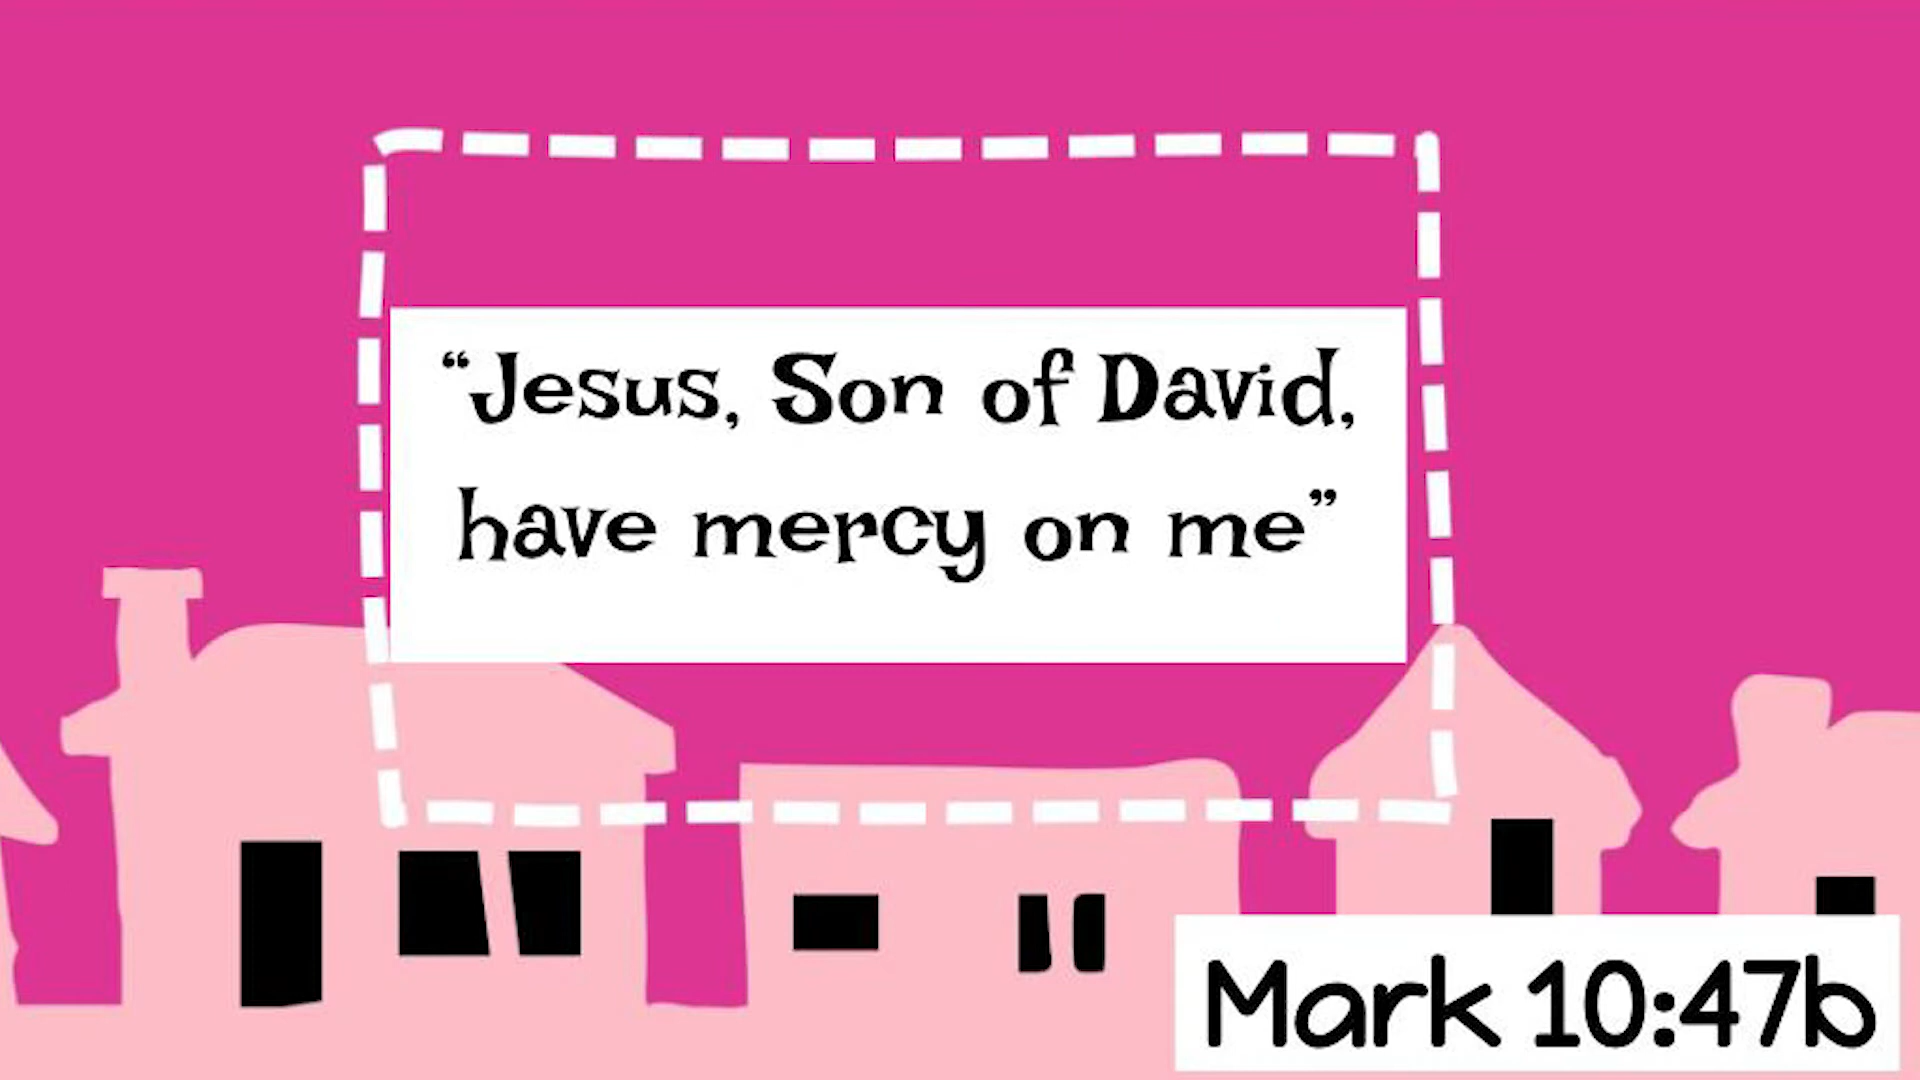 “Jesus, Son of David,
have mercy on me”
Mark 10:47b